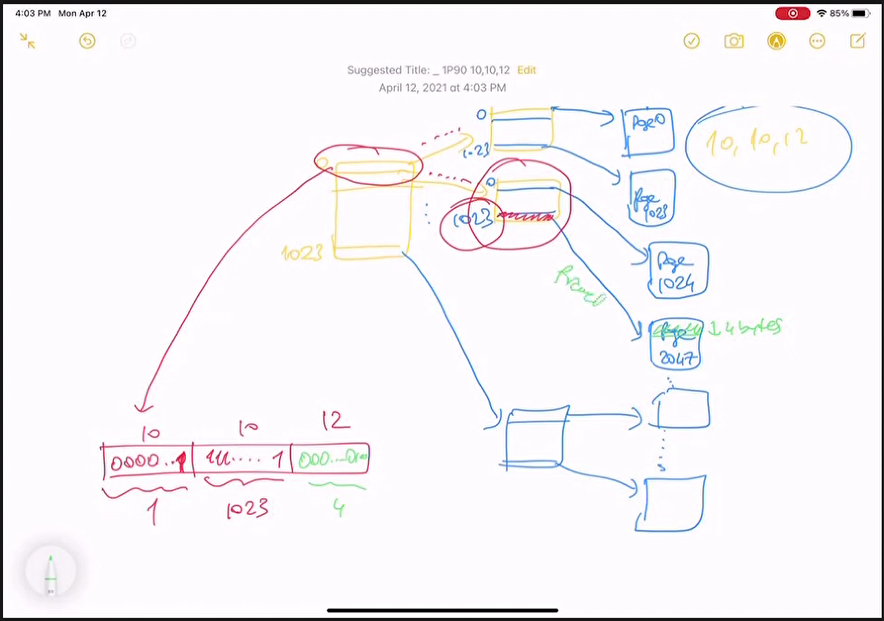 4:03 PM Mon Apr 12
85%
Suggested Title: _ 1P90 10,10,12 Edit
April 12, 2021 at 4:03 PM
0
Page 0
10, 10, 12
1023
0
Page
1023
0
1023
Page
1024
1023
4 bytes
Page
2047
10 10 12
0000..1 111.... 1 000...
1 1023 4